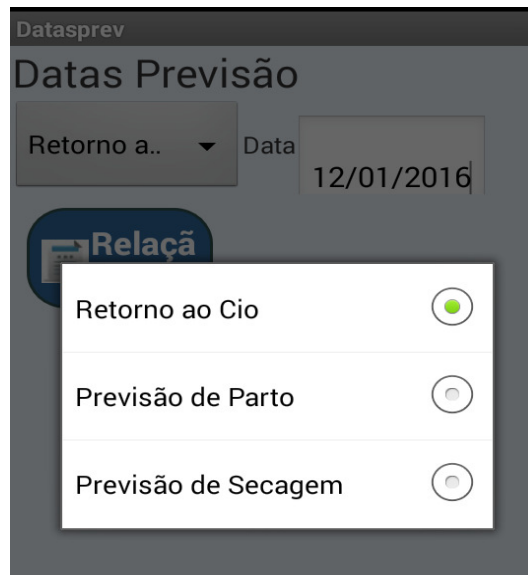 Datasprev
Datas Previsão
Retorno a.. Data 12/01/2016
Relaçã
Retorno ao Cio
Previsão de Parto
Previsão de Secagem